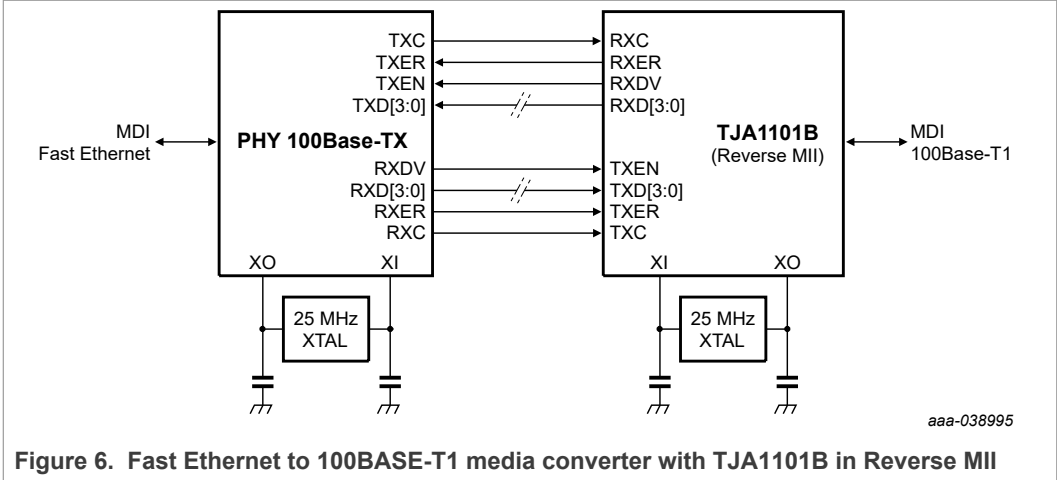 TXC
TXER
TXEN
TXD[3:0]
RXC
RXER
RXDV
RXD[3:0]
MDI
Fast Ethernet
PHY 100Base-TX
TJA1101B
(Reverse MII)
MDI
100Base-T1
RXDV
RXD[3:0]
RXER
RXC
TXEN
TXD[3:0]
TXER
TXC
XO
XI
XI
XO
25 MHz
XTAL
25 MHz
XTAL
aaa-038995
Figure 6. Fast Ethernet to 100BASE-T1 media converter with TJA1101B in Reverse MII